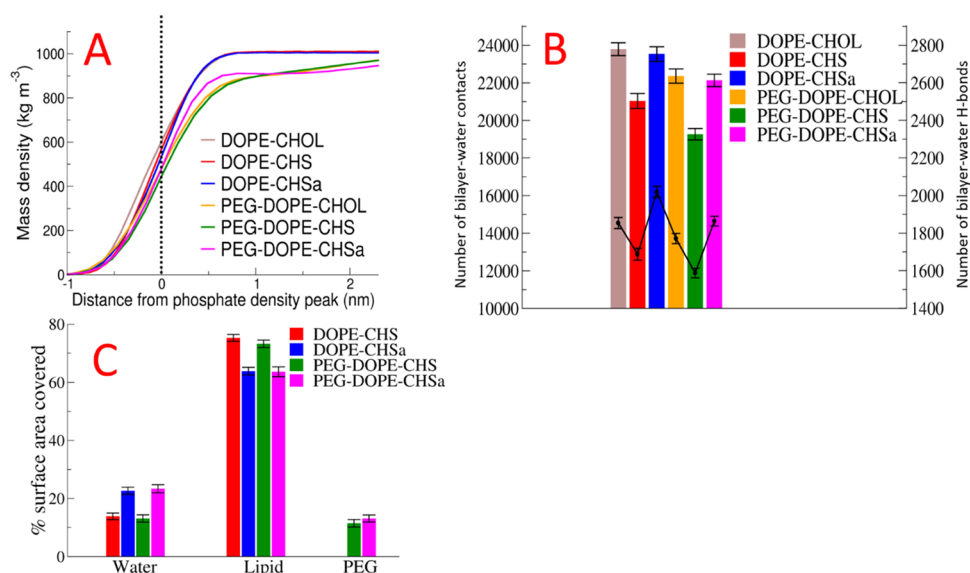 A
Mass density (kg m-3)
1000
800
600
400
200
0
-1
0
1
2
Distance from phosphate density peak (nm)
DOPE-CHOL
DOPE-CHS
DOPE-CHSa
PEG-DOPE-CHOL
PEG-DOPE-CHS
PEG-DOPE-CHSa
B
Number of bilayer-water contacts
24000
22000
20000
18000
16000
14000
12000
10000
DOPE-CHOL
DOPE-CHS
DOPE-CHSa
PEG-DOPE-CHOL
PEG-DOPE-CHS
PEG-DOPE-CHSa
2800
2600
2400
2200
2000
1800
1600
1400
Number of bilayer-water H-bonds
C
% surface area covered
80
60
40
20
0
Water
Lipid
PEG
DOPE-CHS
DOPE-CHSa
PEG-DOPE-CHS
PEG-DOPE-CHSa